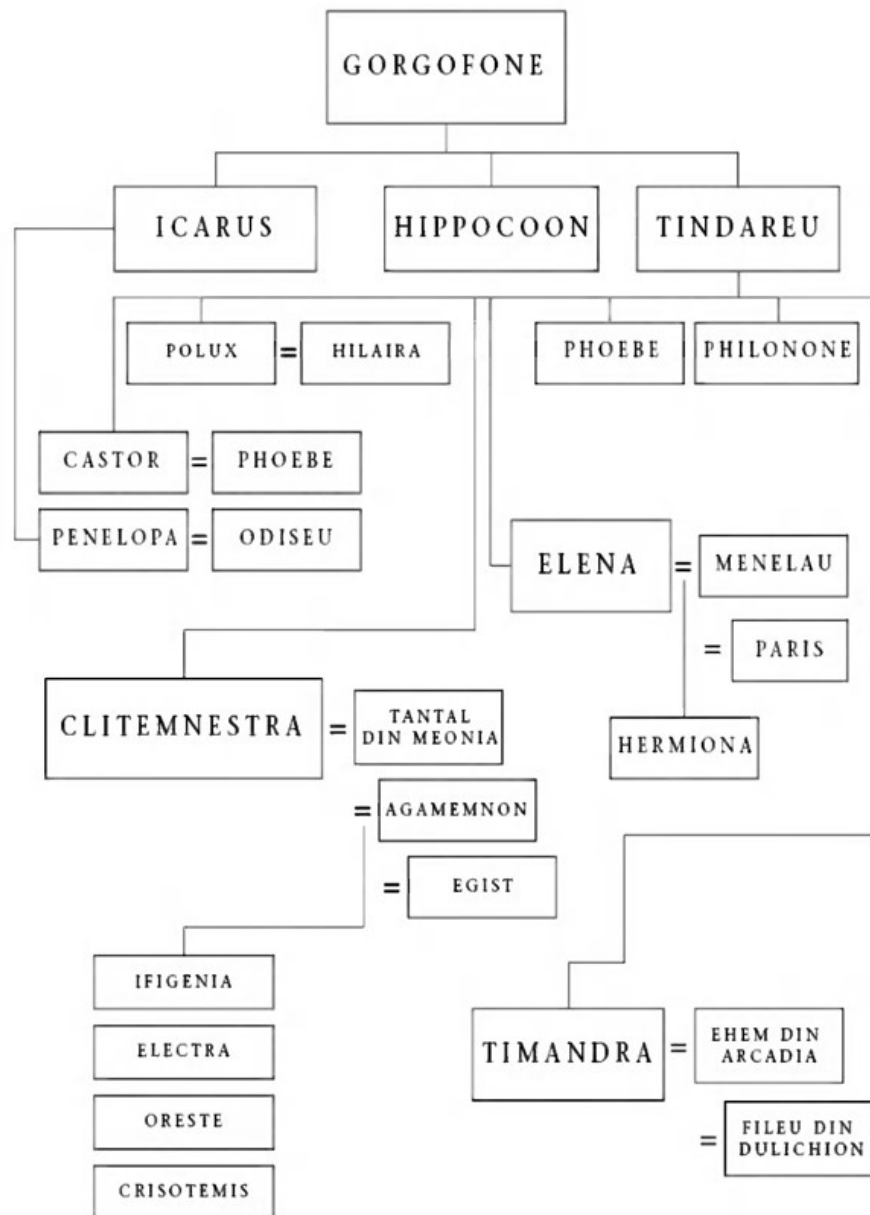 GORGOFONE
ICARUS
HIPPOCOON
TINDAREU
POLUX = HILAIRA
PHOEBE
PHILONONE
CASTOR = PHOEBE
PENELOPA = ODISEU
ELENA = MENELAU
= PARIS
HERMIONA
CLITEMNESTRA = TANTAL
DIN MEONIA
= AGAMEMNON
= EGIST
IFIGENIA
ELECTRA
ORESTE
CRISOTEMIS
TIMANDRA = EHEM DIN
ARCADIA
= FILEU DIN
DULICHION